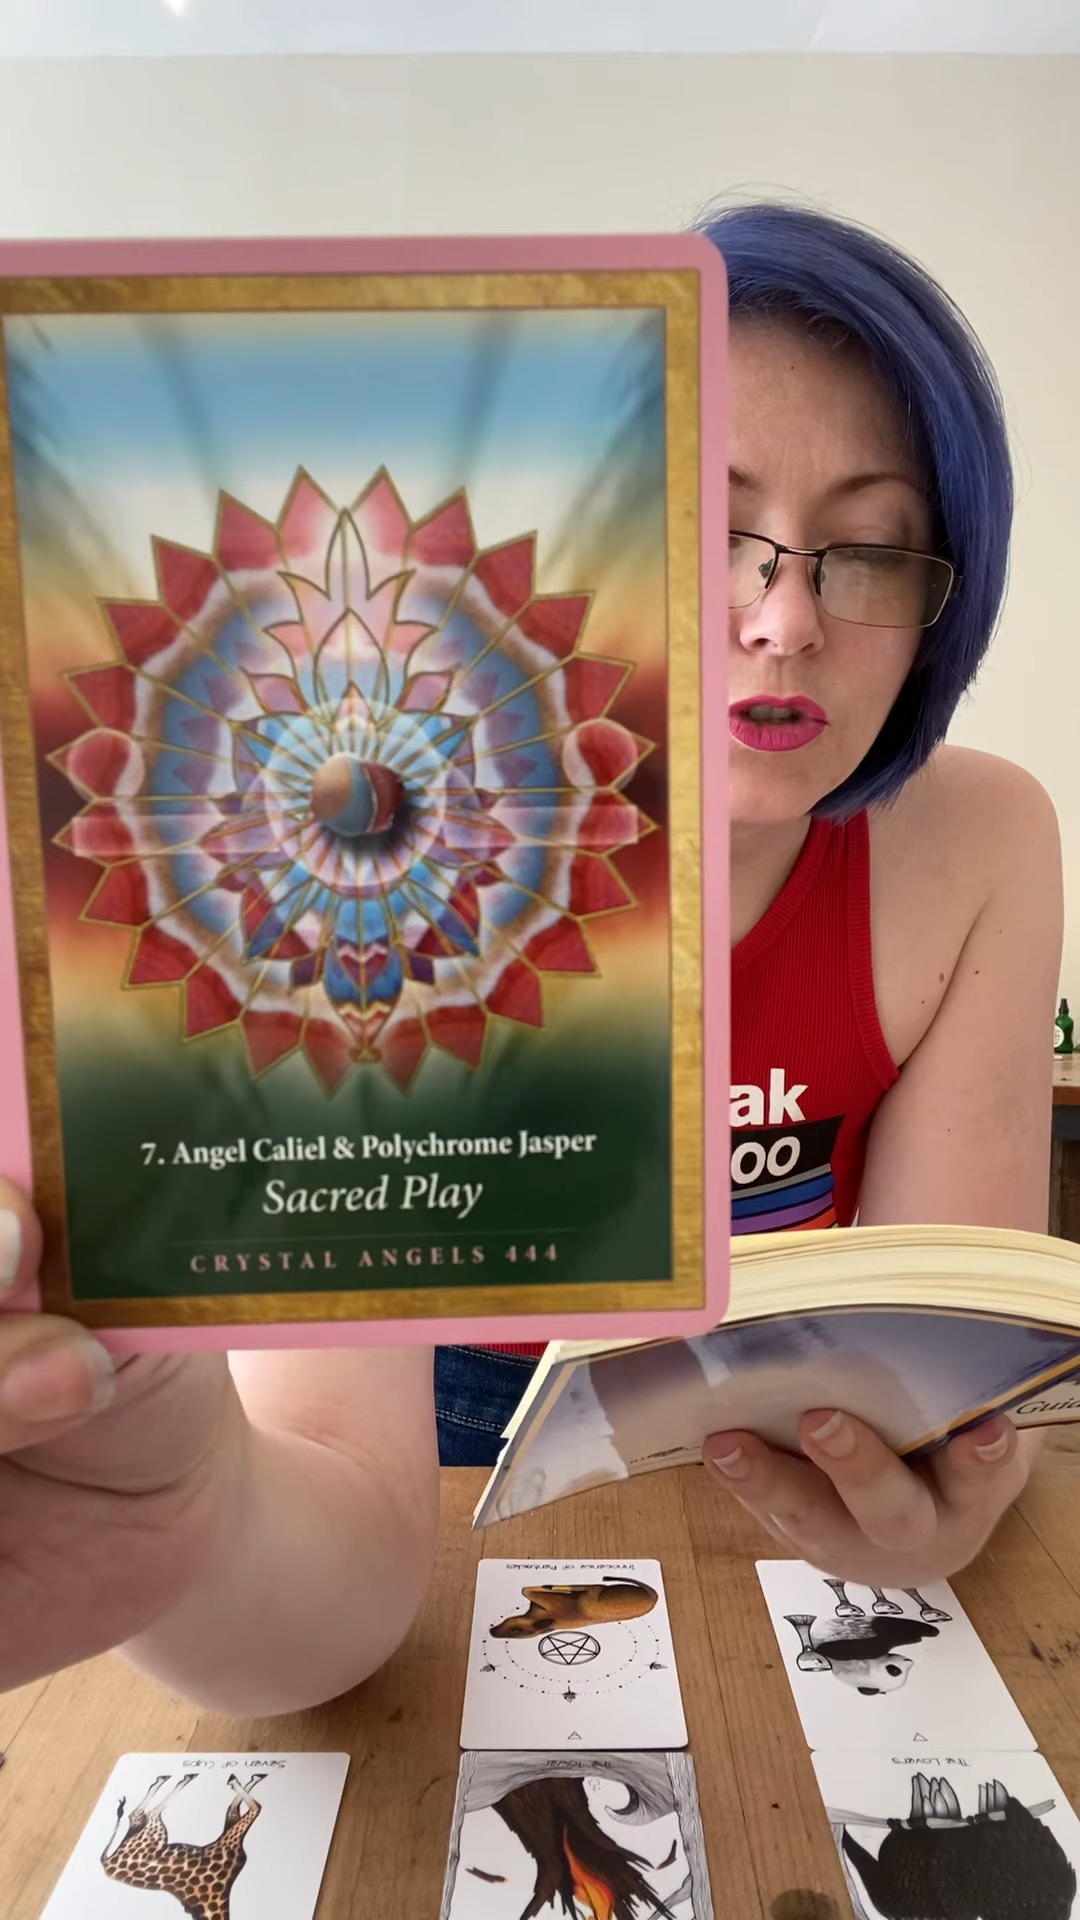 7. Angel Caliel & Polychrome Jasper
Sacred Play
CRYSTAL ANGELS 444
ak
00
Innocence of Pentacles
Seven of Cups
The Tower
The Lovers